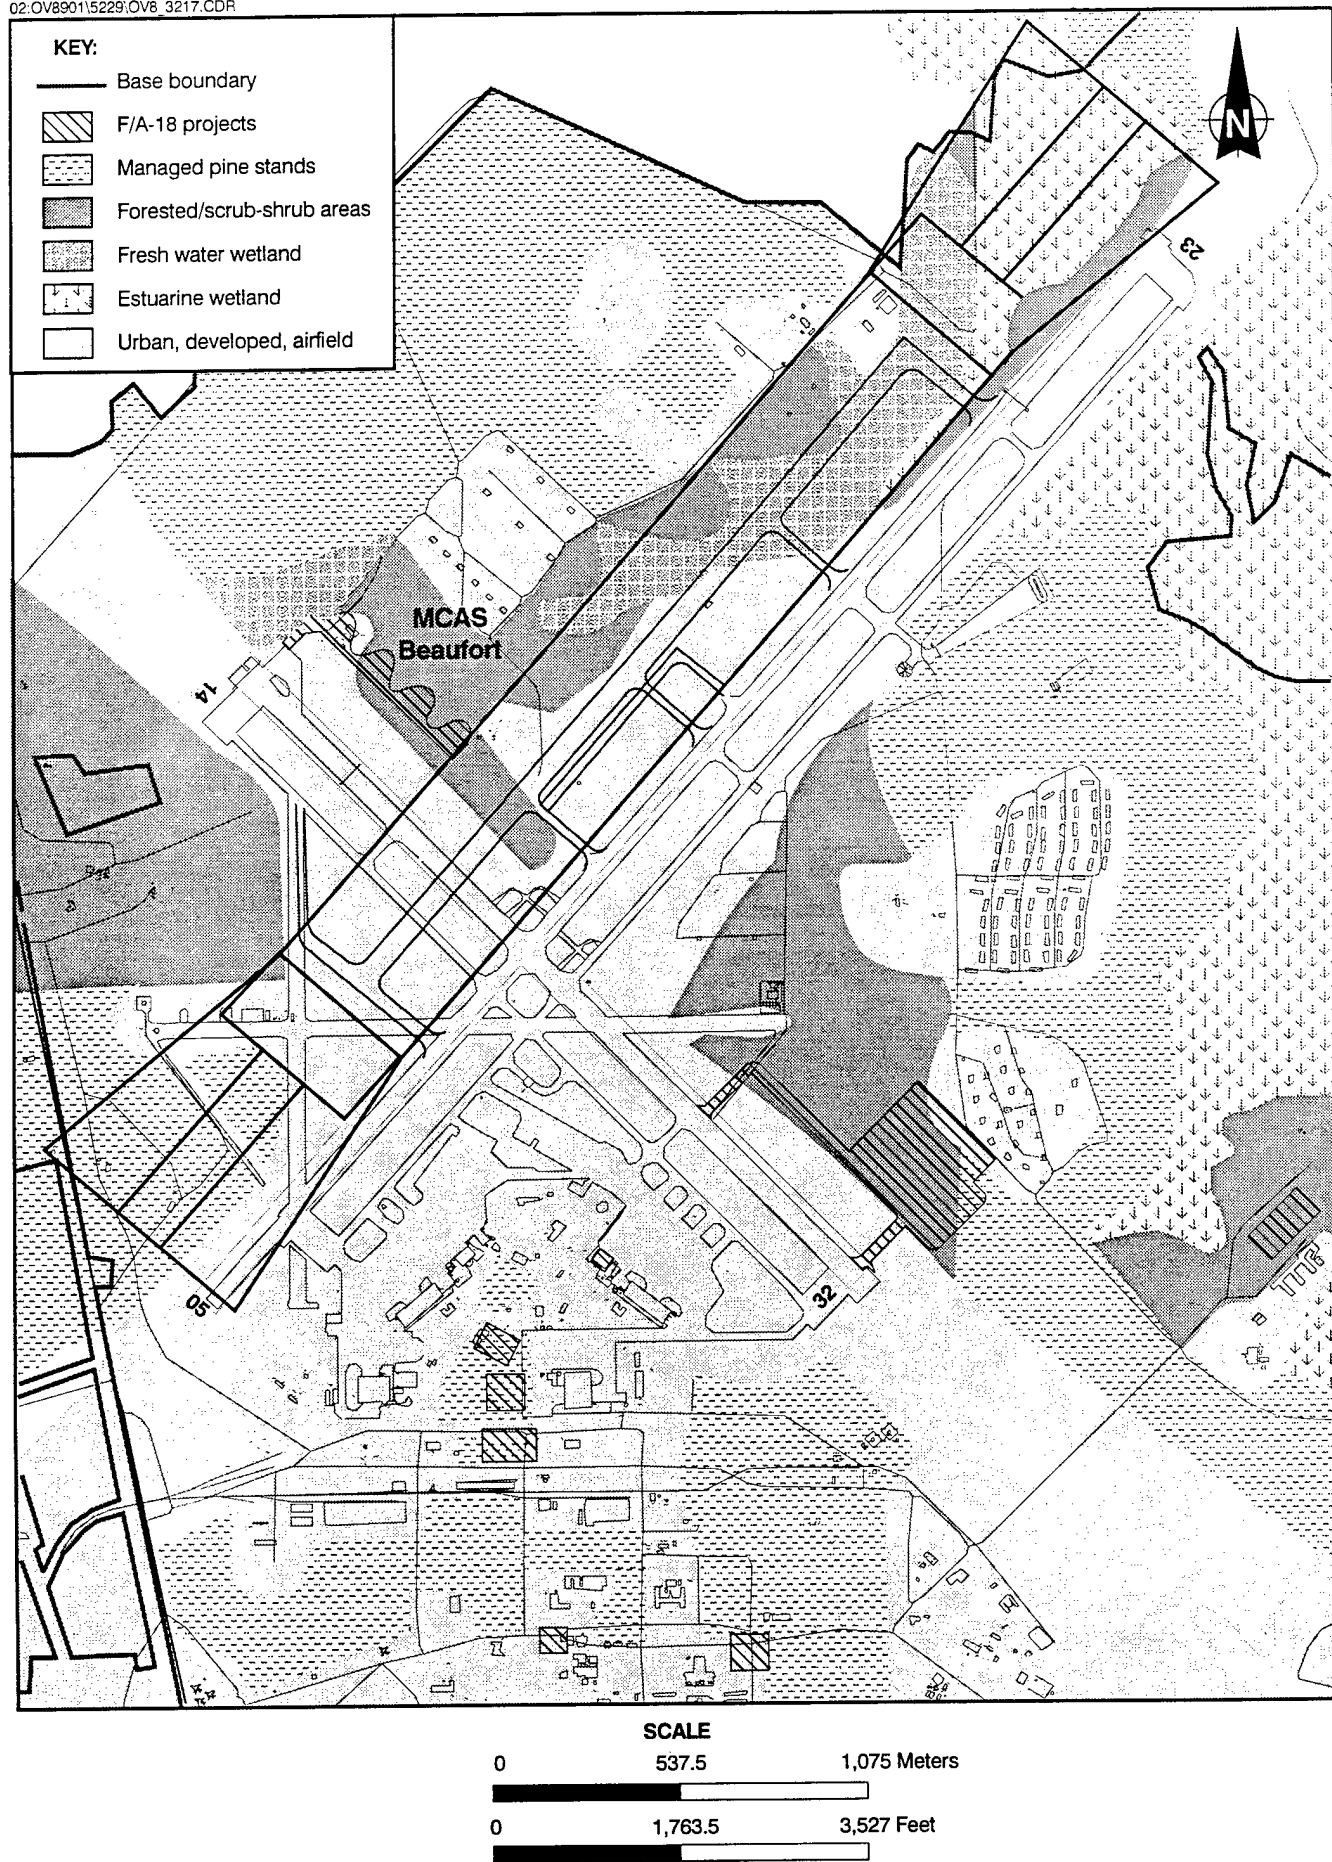 02:OV8901\5229\OV8_3217.CDR
KEY:
Base boundary
F/A-18 projects
Managed pine stands
Forested/scrub-shrub areas
Fresh water wetland
Estuarine wetland
Urban, developed, airfield
N
23
MCAS
Beaufort
14
05
32
SCALE
0 537.5 1,075 Meters
0 1,763.5 3,527 Feet